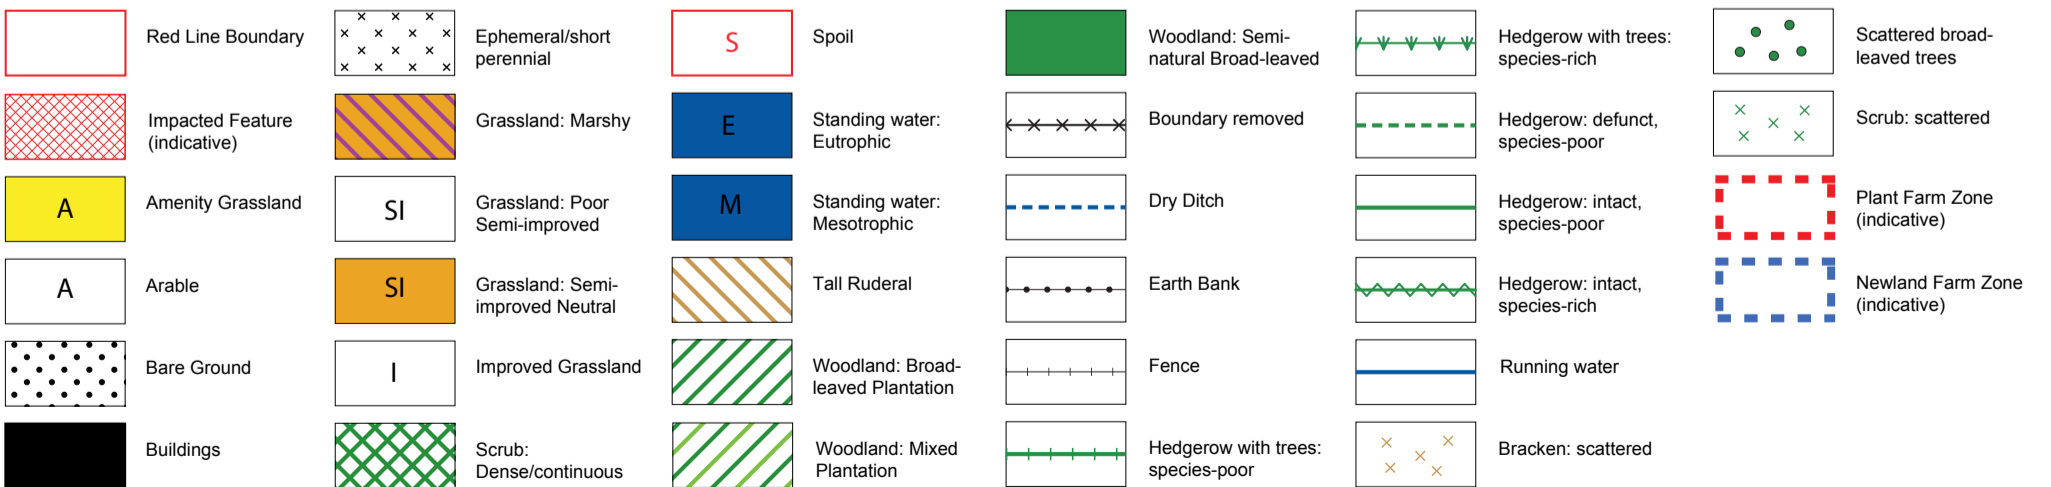 Red Line Boundary
Impacted Feature
(indicative)
A
Amenity Grassland
A
Arable
Bare Ground
Buildings
Ephemeral/short
perennial
Grassland: Marshy
SI
Grassland: Poor
Semi-improved
SI
Grassland: Semi-
improved Neutral
I
Improved Grassland
Scrub:
Dense/continuous
S
Spoil
E
Standing water:
Eutrophic
M
Standing water:
Mesotrophic
Tall Ruderal
Woodland: Broad-
leaved Plantation
Woodland: Mixed
Plantation
Woodland: Semi-
natural Broad-leaved
Boundary removed
Dry Ditch
Earth Bank
Fence
Hedgerow with trees:
species-poor
Hedgerow with trees:
species-rich
Hedgerow: defunct,
species-poor
Hedgerow: intact,
species-poor
Hedgerow: intact,
species-rich
Running water
Bracken: scattered
Scattered broad-
leaved trees
Scrub: scattered
Plant Farm Zone
(indicative)
Newland Farm Zone
(indicative)